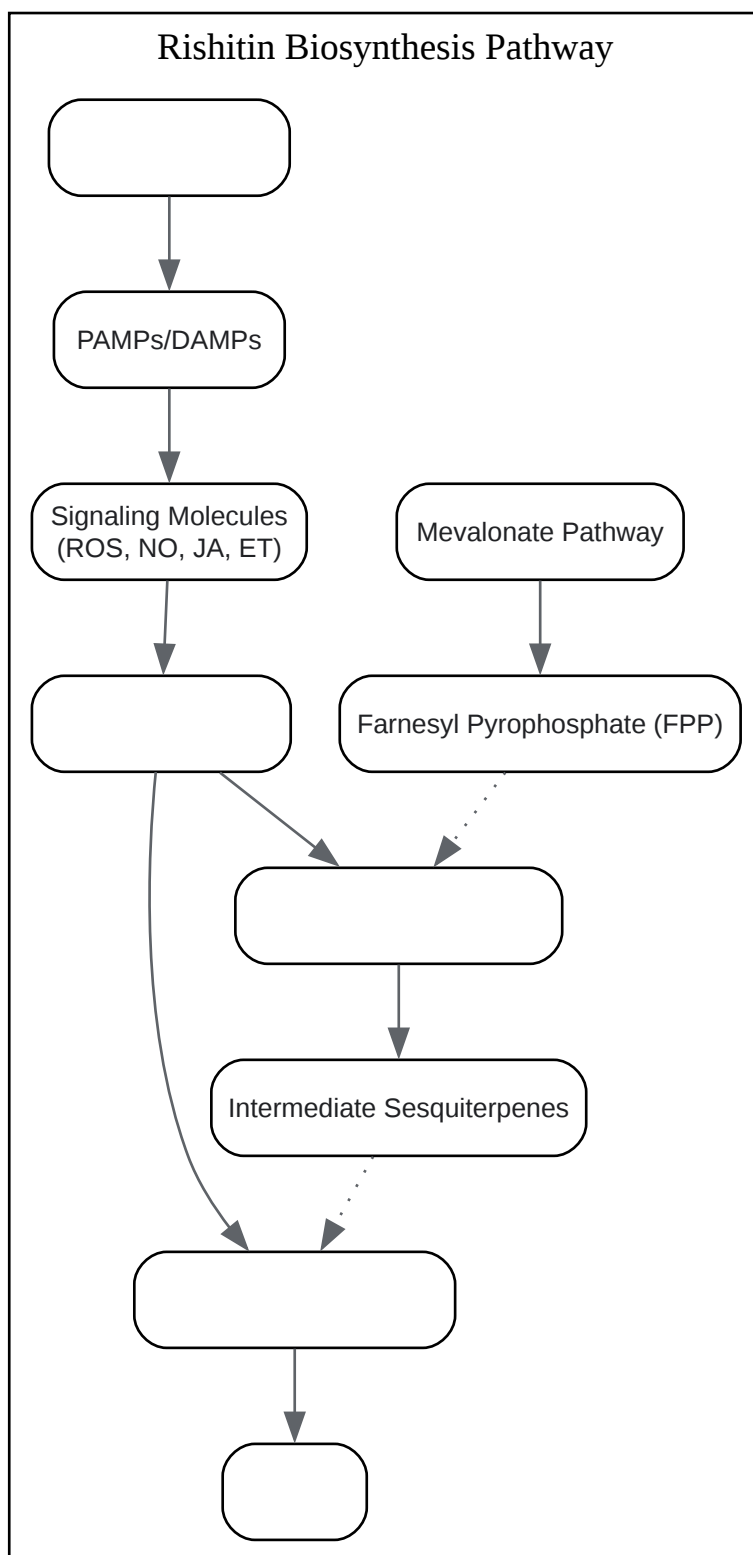 Rishitin Biosynthesis Pathway
PAMPs/DAMPs
Signaling Molecules
(ROS, NO, JA, ET)
Mevalonate Pathway
Farnesyl Pyrophosphate (FPP)
Intermediate Sesquiterpenes